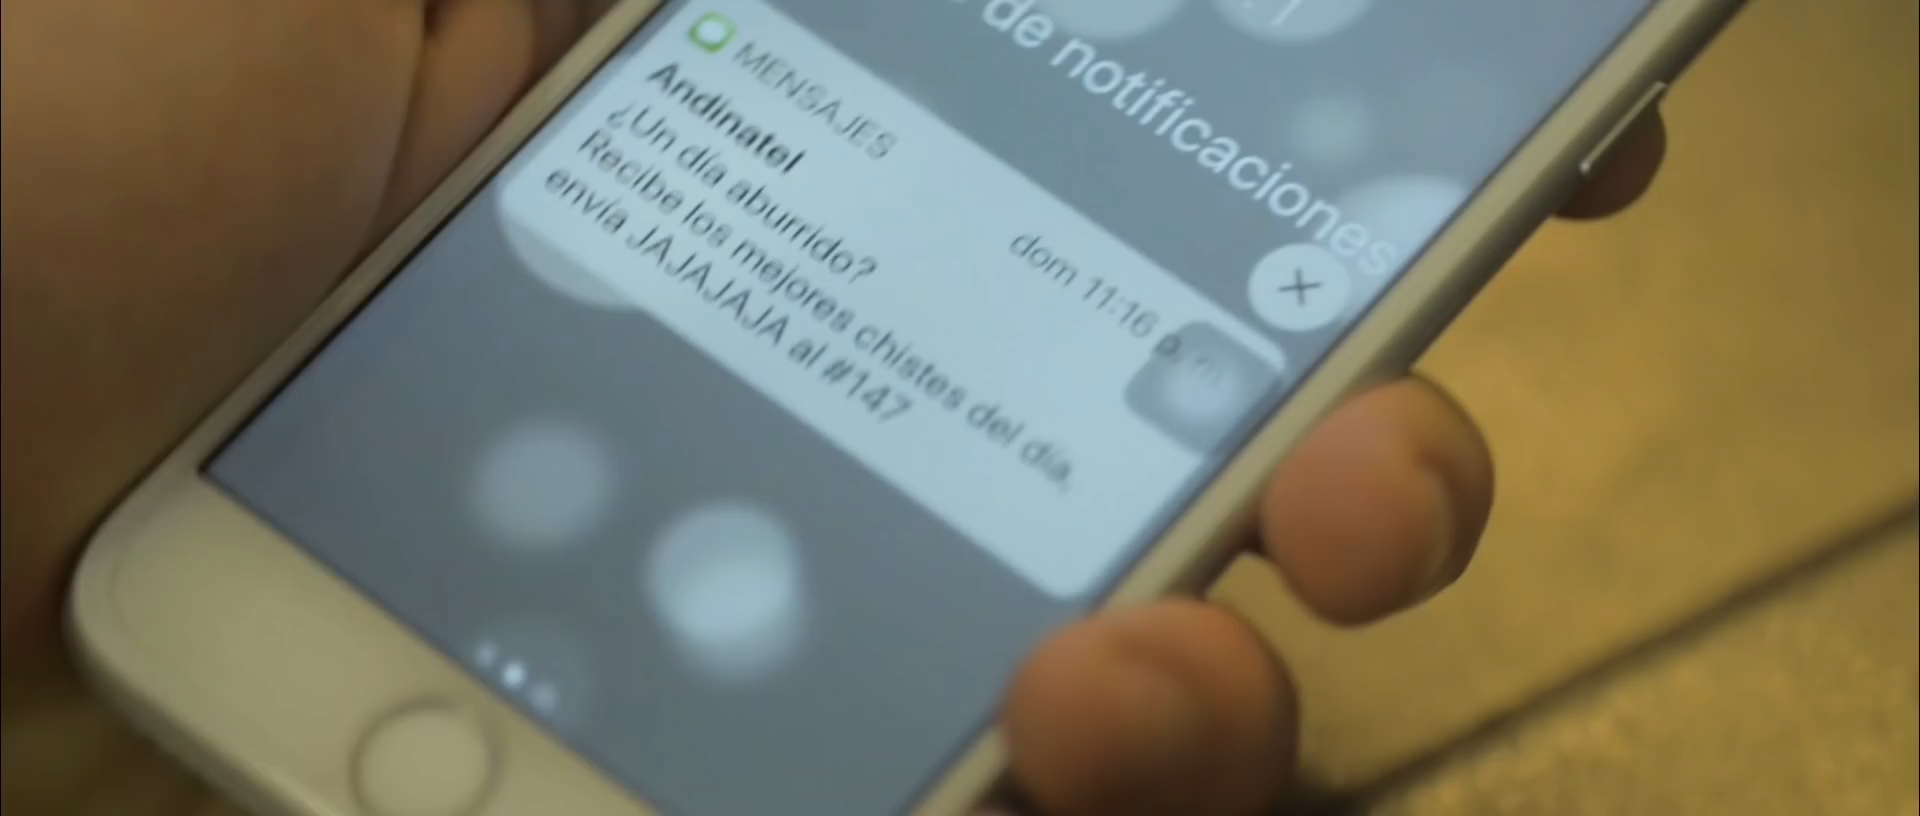 de notificaciones
MENSAJES
dom 11:16
Andinatel
¿Un día aburrido?
Recibe los mejores chistes del día,
envía JAJAJAJA al #147